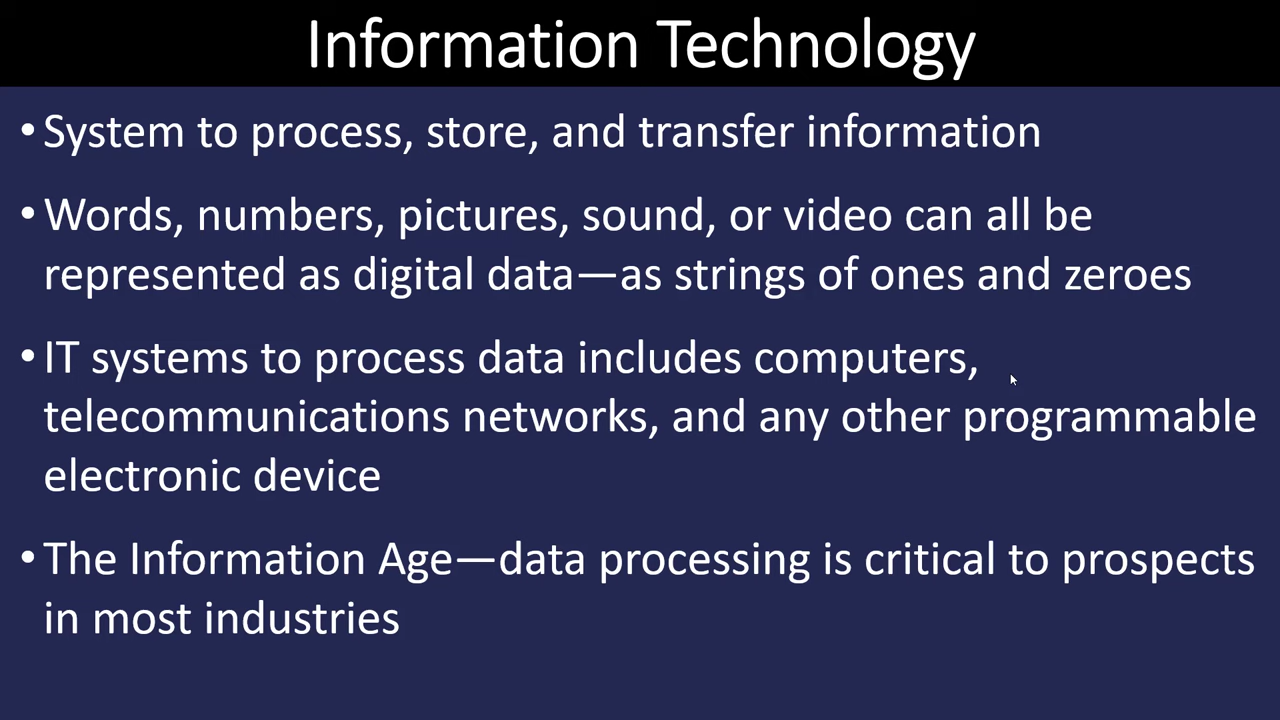 Information Technology
• System to process, store, and transfer information
• Words, numbers, pictures, sound, or video can all be
represented as digital data—as strings of ones and zeroes
• IT systems to process data includes computers,
telecommunications networks, and any other programmable
electronic device
• The Information Age—data processing is critical to prospects
in most industries